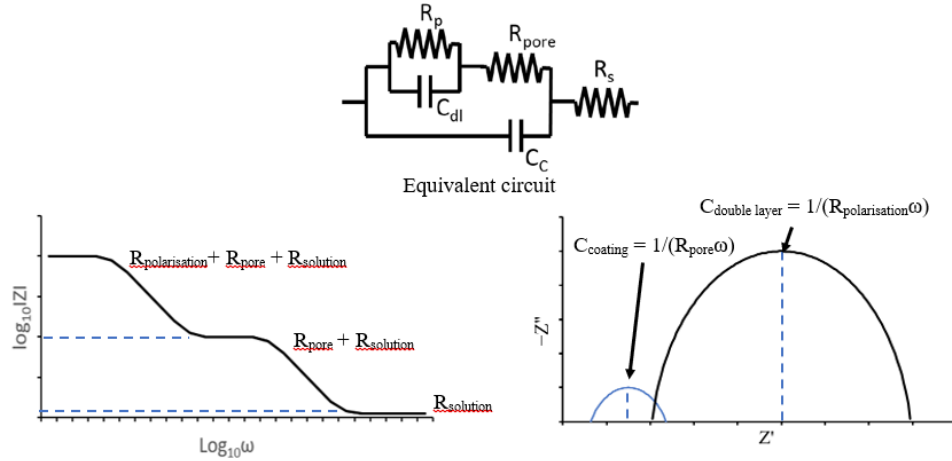 Rp
Rpore
Rs
Cdl
CC
Equivalent circuit
Cdouble layer = 1/(Rpolarisationω)
Ccoating = 1/(Rporeω)
Rpolarisation+ Rpore + Rsolution
Rpore + Rsolution
Rsolution
log10|Z|
Log10ω
–Z"
Z'